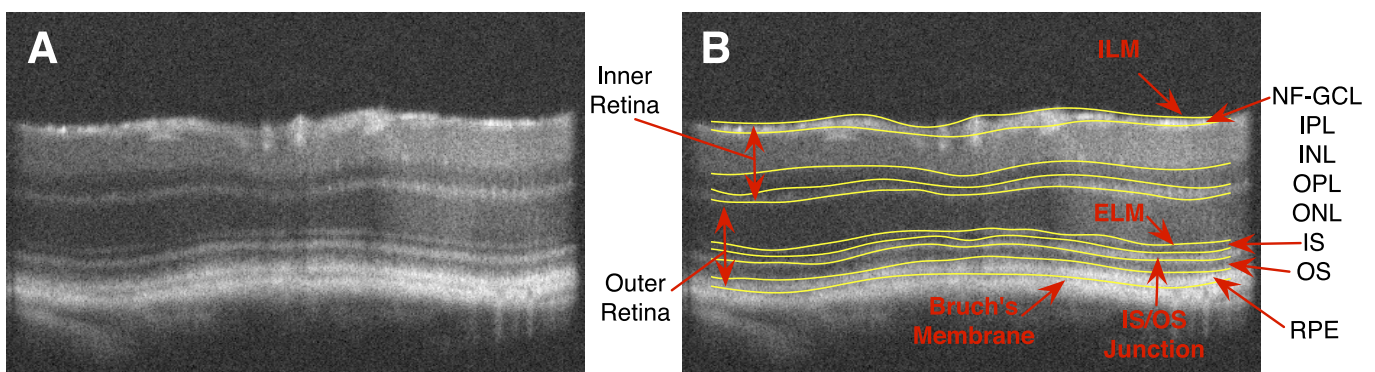 A
Inner
Retina
Outer
Retina
B
ILM
ELM
Bruch's
Membrane
IS/OS
Junction
NF-GCL
IPL
INL
OPL
ONL
IS
OS
RPE